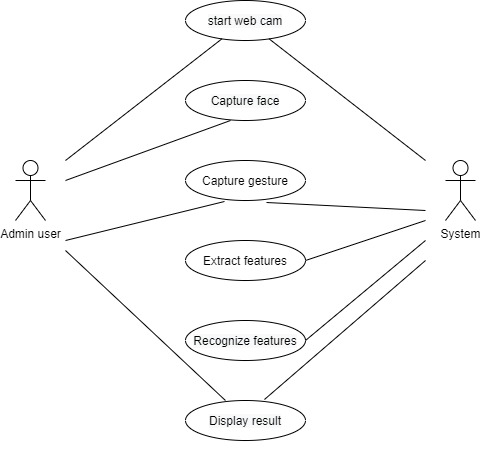 start web cam
Capture face
Capture gesture
Admin user
System
Extract features
Recognize features
Display result